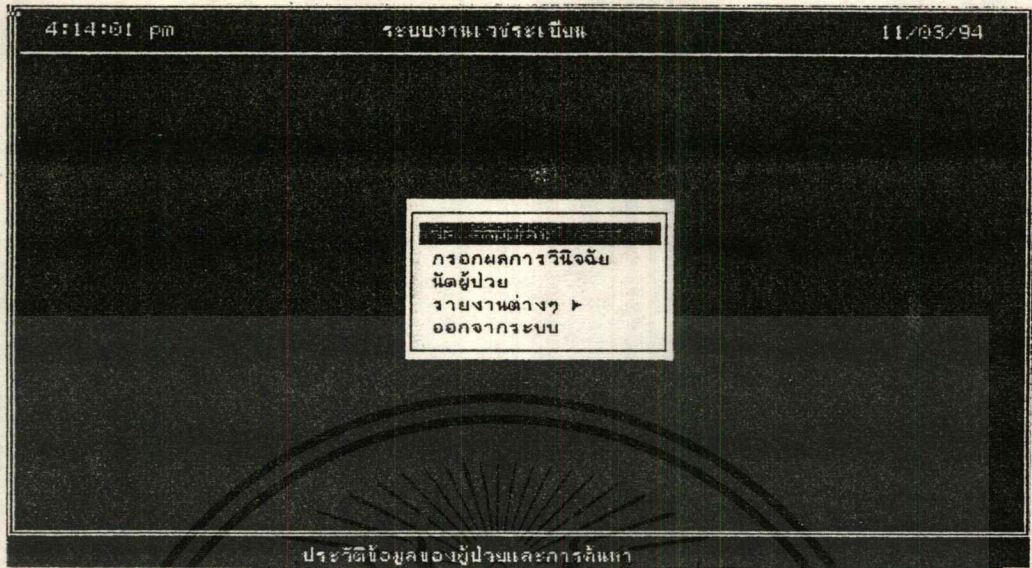 4:14:01 pm ระบบงานเวชระเบียน 11/03/94
กรอกผลการวินิจฉัย
นัดผู้ป่วย
รายงานต่างๆ ►
ออกจากระบบ
ประวัติข้อมูลของผู้ป่วยและการค้นหา